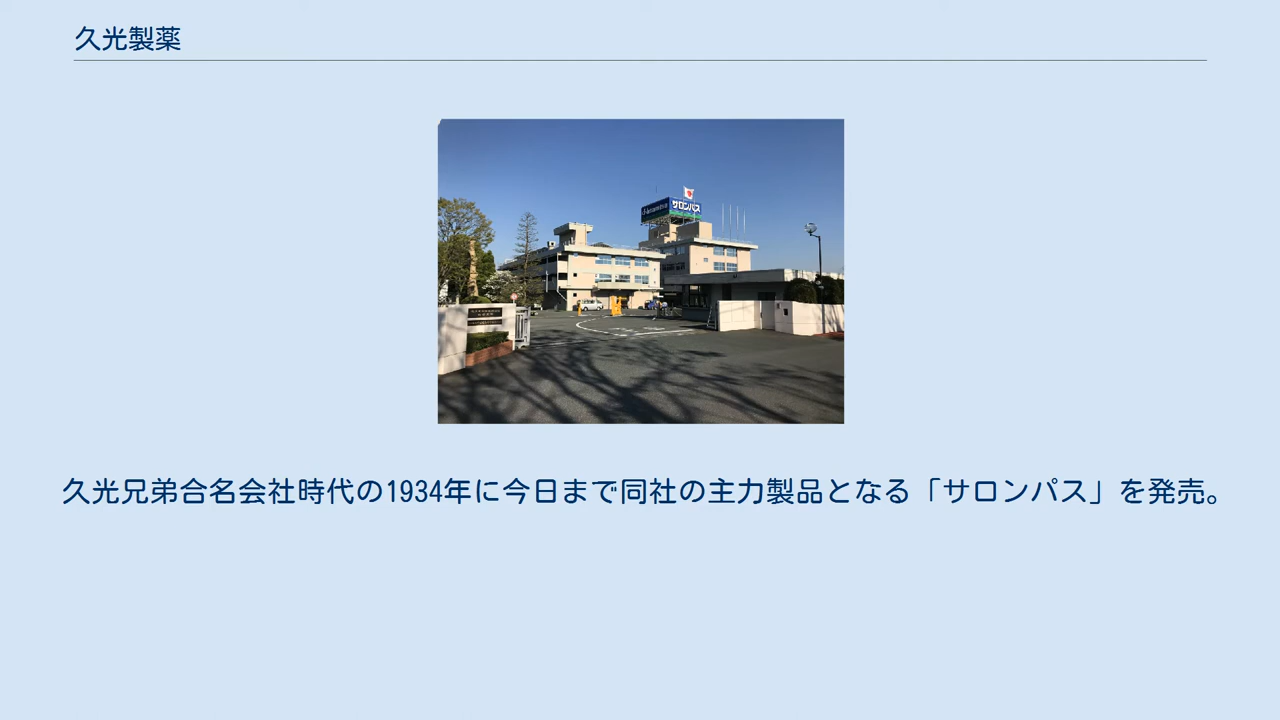 久光製薬
サロンパス
久光兄弟合名会社時代の1934年に今日まで同社の主力製品となる「サロンパス」を発売。